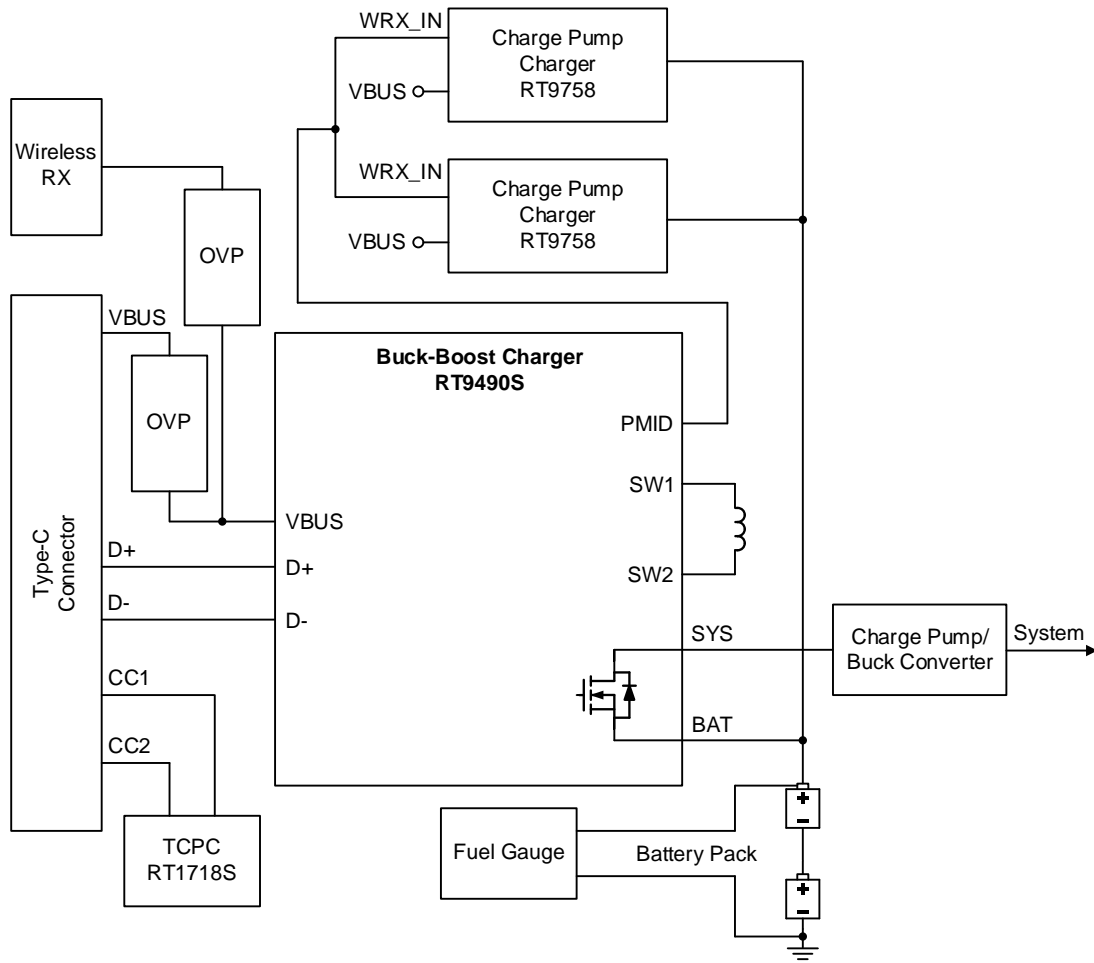 WRX_IN
Charge Pump
Charger
RT9758
VBUS
Wireless
RX
WRX_IN
Charge Pump
Charger
RT9758
VBUS
OVP
VBUS
Buck-Boost Charger
RT9490S
OVP
PMID
SW1
VBUS
Type-C
Connector
D+
D+
SW2
D-
D-
SYS
Charge Pump/
Buck Converter
System
CC1
BAT
CC2
+
-
TCPC
RT1718S
Fuel Gauge
Battery Pack
+
-